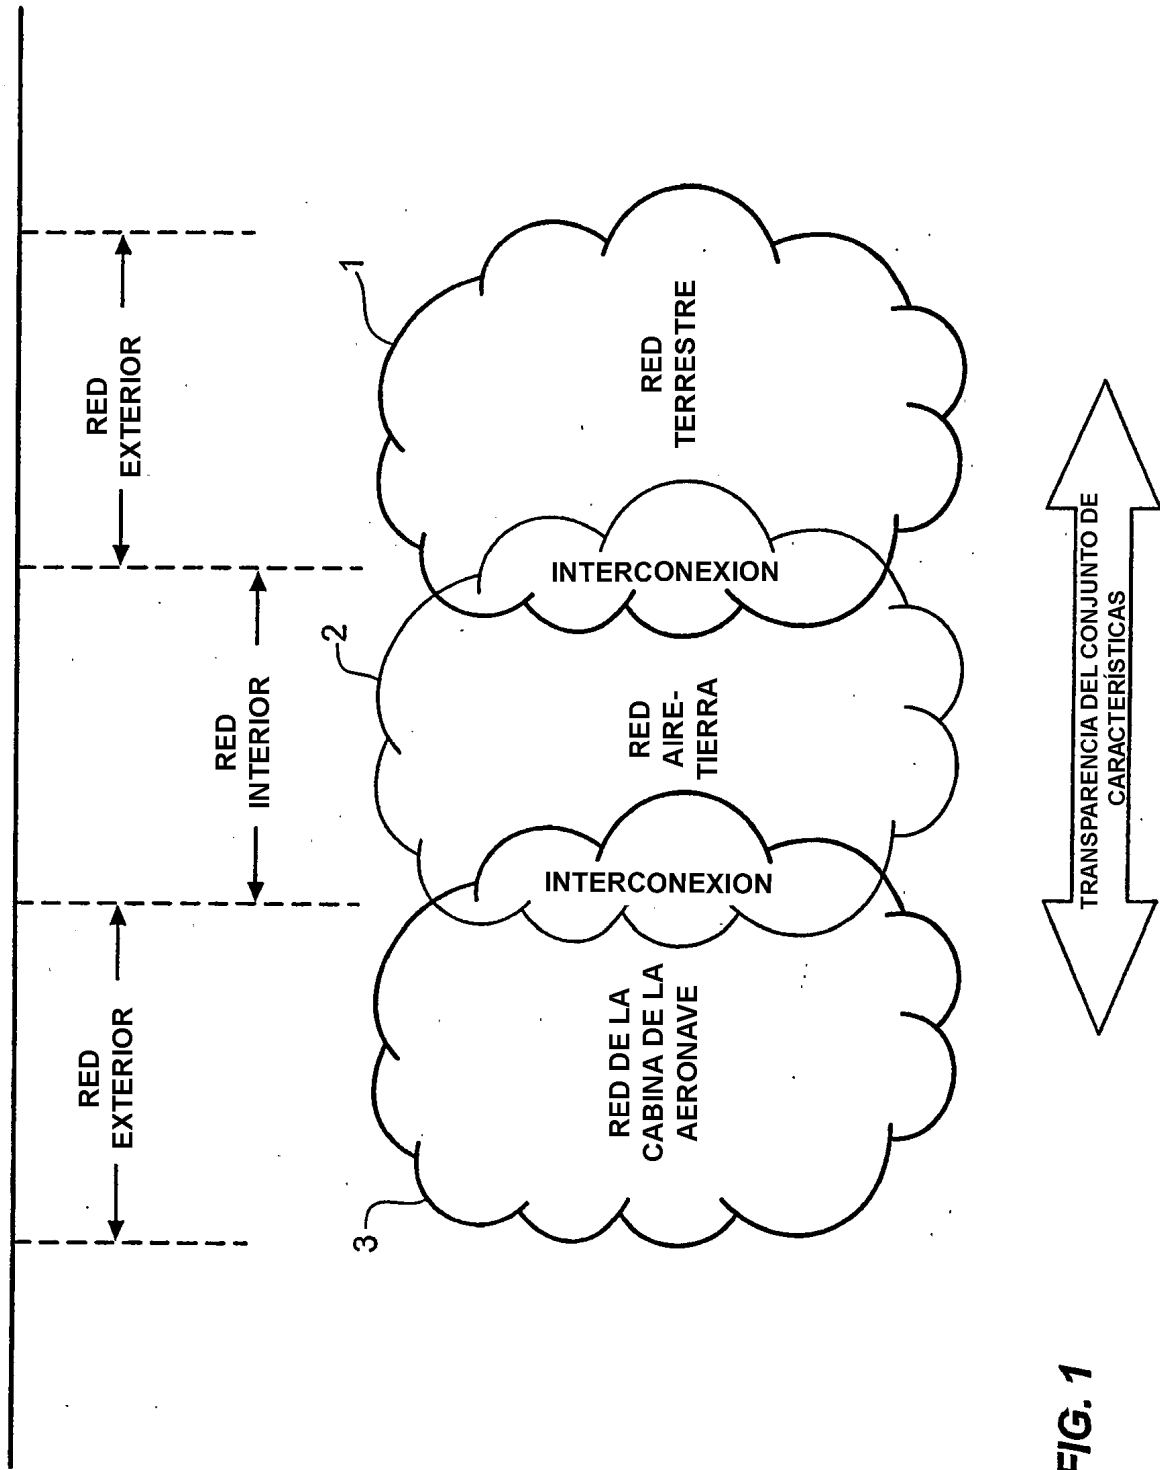 RED
EXTERIOR
RED
INTERIOR
RED
EXTERIOR
3
2
1
RED DE LA
CABINA DE LA
AERONAVE
INTERCONEXION
RED
AIRE-
TIERRA
INTERCONEXION
RED
TERRESTRE
TRANSPARENCIA DEL CONJUNTO DE
CARACTERÍSTICAS
FIG. 1